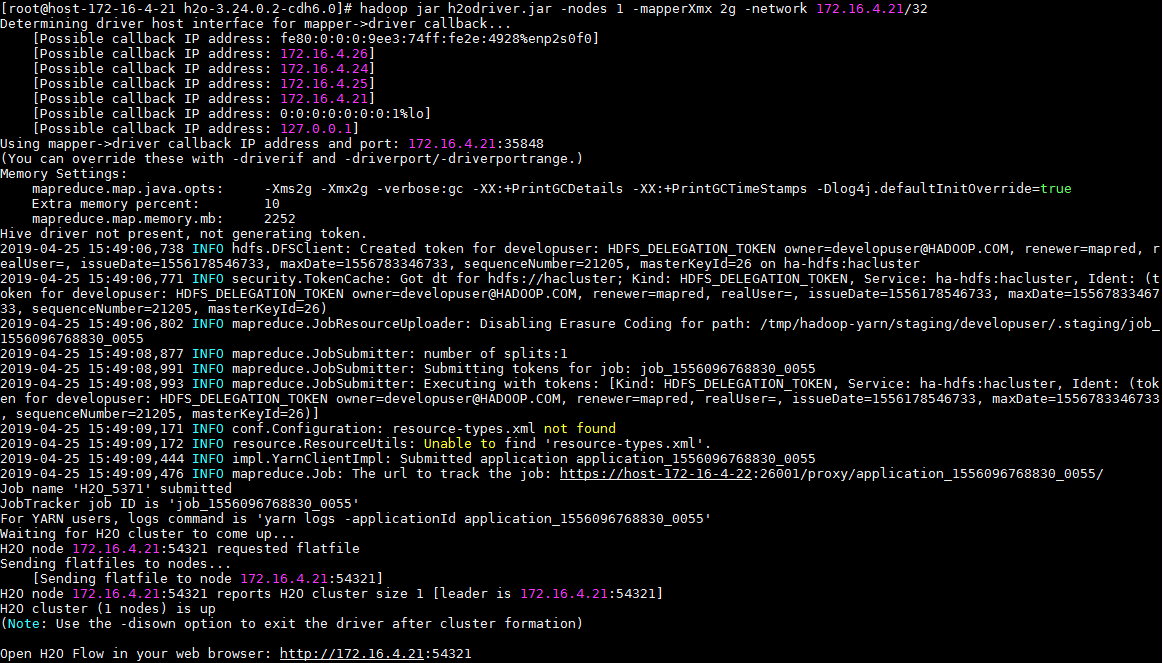 [root@host-172-16-4-21 h2o-3.24.0.2-cdh6.0]# hadoop jar h2odriver.jar -nodes 1 -mapperXmx 2g -network 172.16.4.21/32
Determining driver host interface for mapper->driver callback...
    [Possible callback IP address: fe80:0:0:0:9ee3:74ff:fe2e:4928%enp2s0f0]
    [Possible callback IP address: 172.16.4.26]
    [Possible callback IP address: 172.16.4.24]
    [Possible callback IP address: 172.16.4.25]
    [Possible callback IP address: 172.16.4.21]
    [Possible callback IP address: 0:0:0:0:0:0:0:1%lo]
    [Possible callback IP address: 127.0.0.1]
Using mapper->driver callback IP address and port: 172.16.4.21:35848
(You can override these with -driverif and -driverport/-driverportrange.)
Memory Settings:
    mapreduce.map.java.opts:     -Xms2g -Xmx2g -verbose:gc -XX:+PrintGCDetails -XX:+PrintGCTimeStamps -Dlog4j.defaultInitOverride=true
    Extra memory percent:        10
    mapreduce.map.memory.mb:     2252
Hive driver not present, not generating token.
2019-04-25 15:49:06,738 INFO hdfs.DFSClient: Created token for developuser: HDFS_DELEGATION_TOKEN owner=developuser@HADOOP.COM, renewer=mapred, r
ealUser=, issueDate=1556178546733, maxDate=1556783346733, sequenceNumber=21205, masterKeyId=26 on ha-hdfs:hacluster
2019-04-25 15:49:06,771 INFO security.TokenCache: Got dt for hdfs://hacluster; Kind: HDFS_DELEGATION_TOKEN, Service: ha-hdfs:hacluster, Ident: (t
oken for developuser: HDFS_DELEGATION_TOKEN owner=developuser@HADOOP.COM, renewer=mapred, realUser=, issueDate=1556178546733, maxDate=15567833467
33, sequenceNumber=21205, masterKeyId=26)
2019-04-25 15:49:06,802 INFO mapreduce.JobResourceUploader: Disabling Erasure Coding for path: /tmp/hadoop-yarn/staging/developuser/.staging/job_
1556096768830_0055
2019-04-25 15:49:08,877 INFO mapreduce.JobSubmitter: number of splits:1
2019-04-25 15:49:08,991 INFO mapreduce.JobSubmitter: Submitting tokens for job: job_1556096768830_0055
2019-04-25 15:49:08,993 INFO mapreduce.JobSubmitter: Executing with tokens: [Kind: HDFS_DELEGATION_TOKEN, Service: ha-hdfs:hacluster, Ident: (tok
en for developuser: HDFS_DELEGATION_TOKEN owner=developuser@HADOOP.COM, renewer=mapred, realUser=, issueDate=1556178546733, maxDate=1556783346733
, sequenceNumber=21205, masterKeyId=26)]
2019-04-25 15:49:09,171 INFO conf.Configuration: resource-types.xml not found
2019-04-25 15:49:09,172 INFO resource.ResourceUtils: Unable to find 'resource-types.xml'.
2019-04-25 15:49:09,444 INFO impl.YarnClientImpl: Submitted application application_1556096768830_0055
2019-04-25 15:49:09,476 INFO mapreduce.Job: The url to track the job: https://host-172-16-4-22:26001/proxy/application_1556096768830_0055/
Job name 'H2O_5371' submitted
JobTracker job ID is 'job_1556096768830_0055'
For YARN users, logs command is 'yarn logs -applicationId application_1556096768830_0055'
Waiting for H2O cluster to come up...
H2O node 172.16.4.21:54321 requested flatfile
Sending flatfiles to nodes...
    [Sending flatfile to node 172.16.4.21:54321]
H2O node 172.16.4.21:54321 reports H2O cluster size 1 [leader is 172.16.4.21:54321]
H2O cluster (1 nodes) is up
(Note: Use the -disown option to exit the driver after cluster formation)

Open H2O Flow in your web browser: http://172.16.4.21:54321